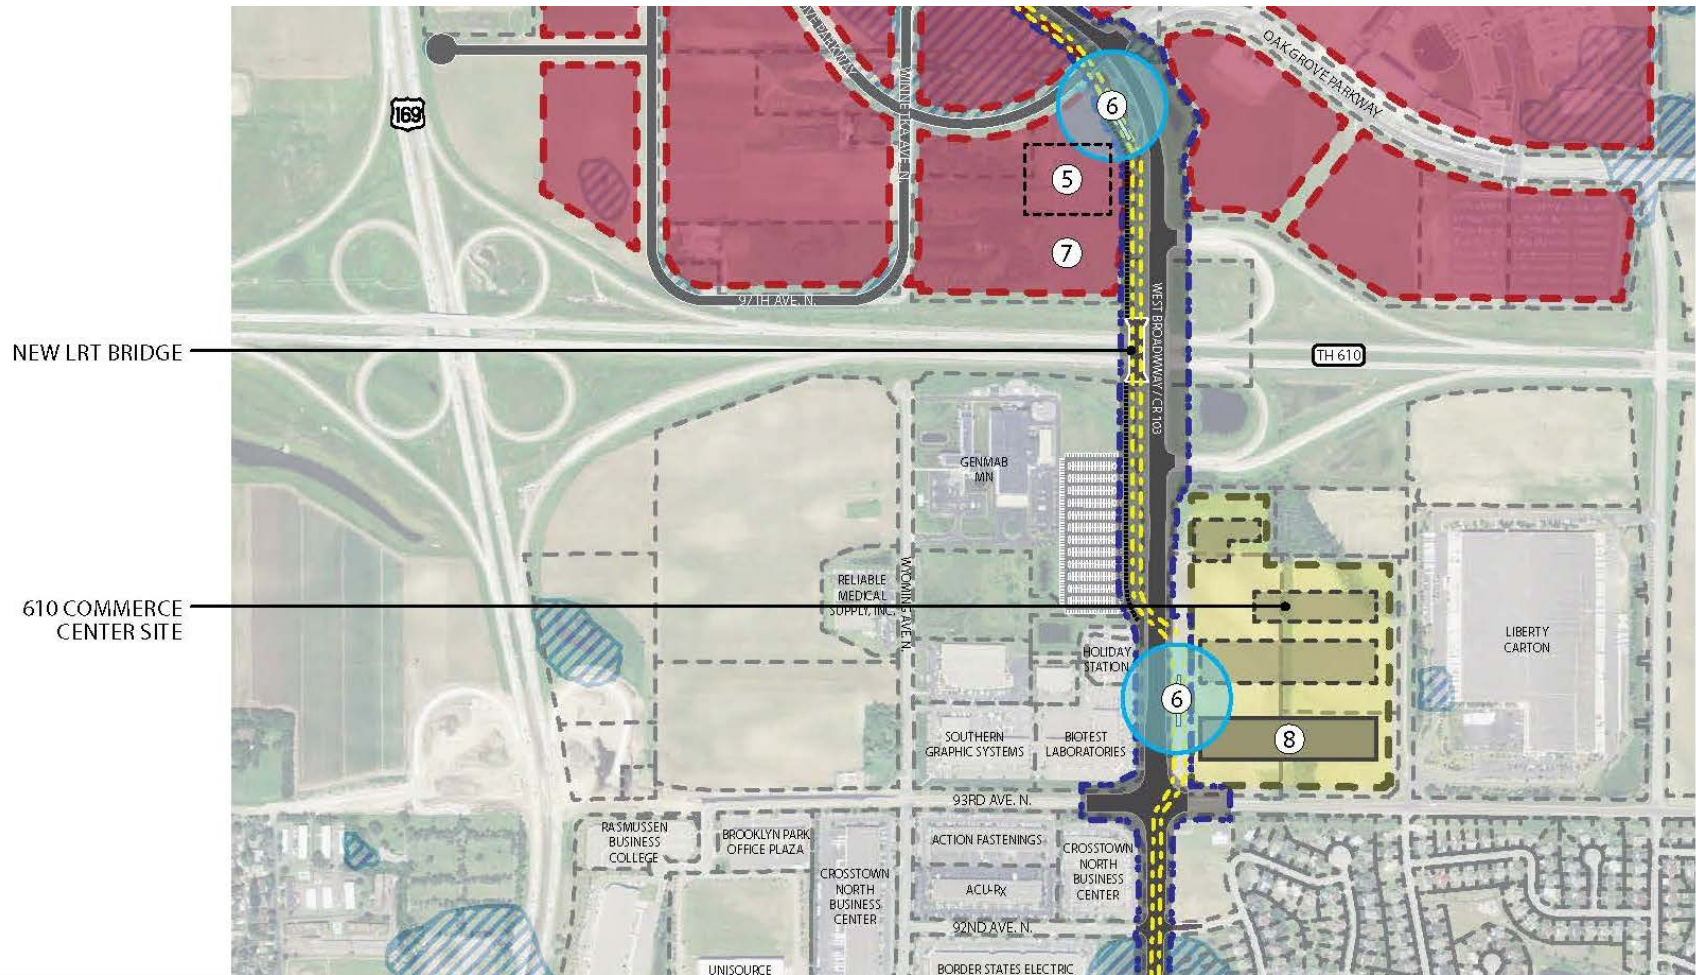 OVE PARKWAY
WINNETKA AVE. N.
OAK GROVE PARKWAY
169
6
5
7
97TH AVE. N.
WEST BROADWWAY / CR 103
NEW LRT BRIDGE
TH 610
GENMAB
MN
WYOMING AVE. N.
RELIABLE
MEDICAL
SUPPLY, INC.
610 COMMERCE
CENTER SITE
LIBERTY
CARTON
HOLIDAY
STATION
6
SOUTHERN
GRAPHIC SYSTEMS
BIOTEST
LABORATORIES
8
93RD AVE. N.
RASMUSSEN
BUSINESS
COLLEGE
BROOKLYN PARK
OFFICE PLAZA
CROSSTOWN
NORTH
BUSINESS
CENTER
ACTION FASTENINGS
ACU-Rx
CROSSTOWN
NORTH
BUSINESS
CENTER
92ND AVE. N.
UNISOURCE
BORDER STATES ELECTRIC